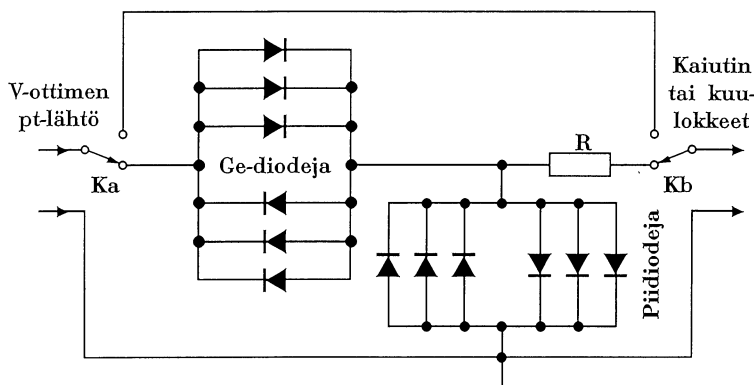 V-ottimen
pt-lähtö
Ka
Ge-diodeja
R
Kaiutin
tai kuu-
lokkeet
Kb
Piidiodeja